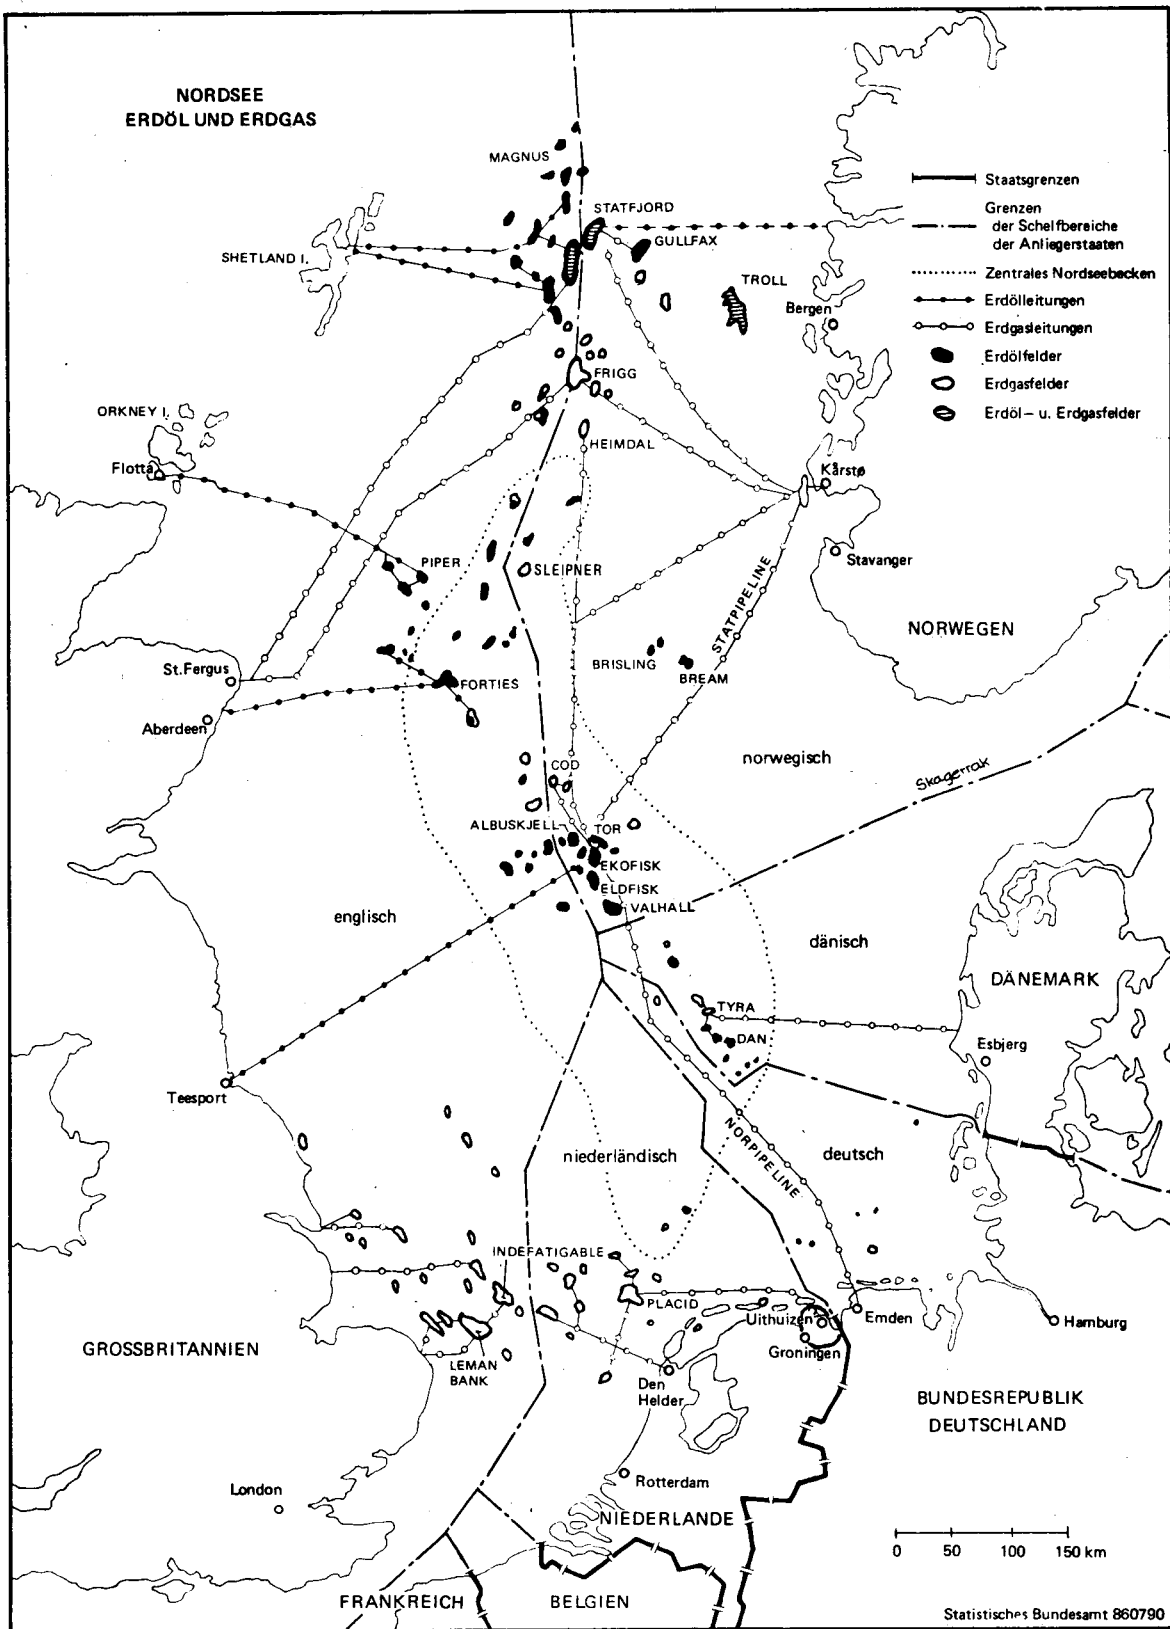 NORDSEE
ERDÖL UND ERDGAS
MAGNUS
STATFJORD
GULLFAX
SHETLAND I.
TROLL
Bergen
Staatsgrenzen
Grenzen
der Schelfbereiche
der Anliegerstaaten
Zentrales Nordseebecken
Erdölleitungen
Erdgasleitungen
Erdölfelder
Erdgasfelder
Erdöl- u. Erdgasfelder
FRIGG
ORKNEY I.
HEIMDAL
Flotta
Kårstø
PIPER
SLEIPNER
Stavanger
STATPIPELINE
NORWEGEN
St.Fergus
BRISLING
BREAM
FORTIES
Aberdeen
norwegisch
COD
Skagerrak
ALBUSKJELL
TOR
EKOFISK
ELDFISK
VALHALL
englisch
dänisch
DÄNEMARK
TYRA
DAN
Esbjerg
Teesport
NORPIPELINE
niederländisch
deutsch
INDEFATIGABLE
PLACID
Uithuizen
Emden
Hamburg
Groningen
GROSSBRITANNIEN
LEMAN
BANK
Den
Helder
BUNDESREPUBLIK
DEUTSCHLAND
London
Rotterdam
NIEDERLANDE
0 50 100 150 km
FRANKREICH
BELGIEN
Statistisches Bundesamt 860790